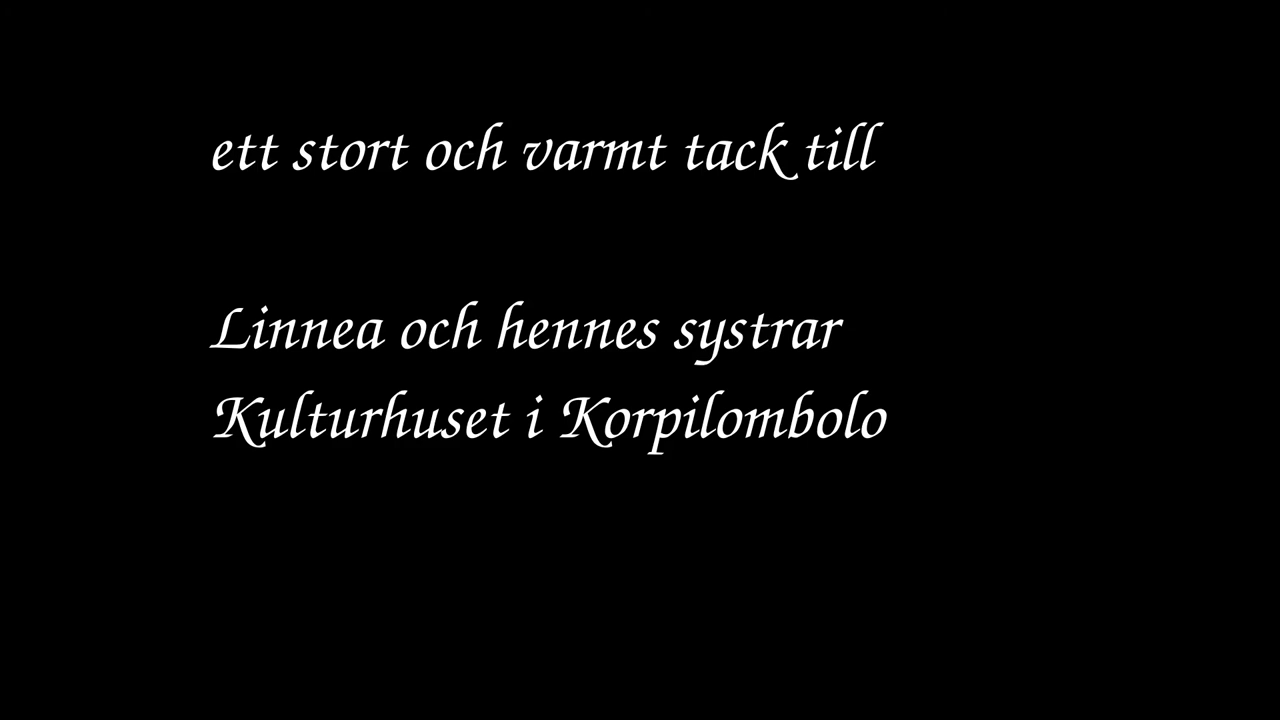 ett stort och varmt tack till
Linnea och hennes systrar
Kulturhuset i Korpilombolo